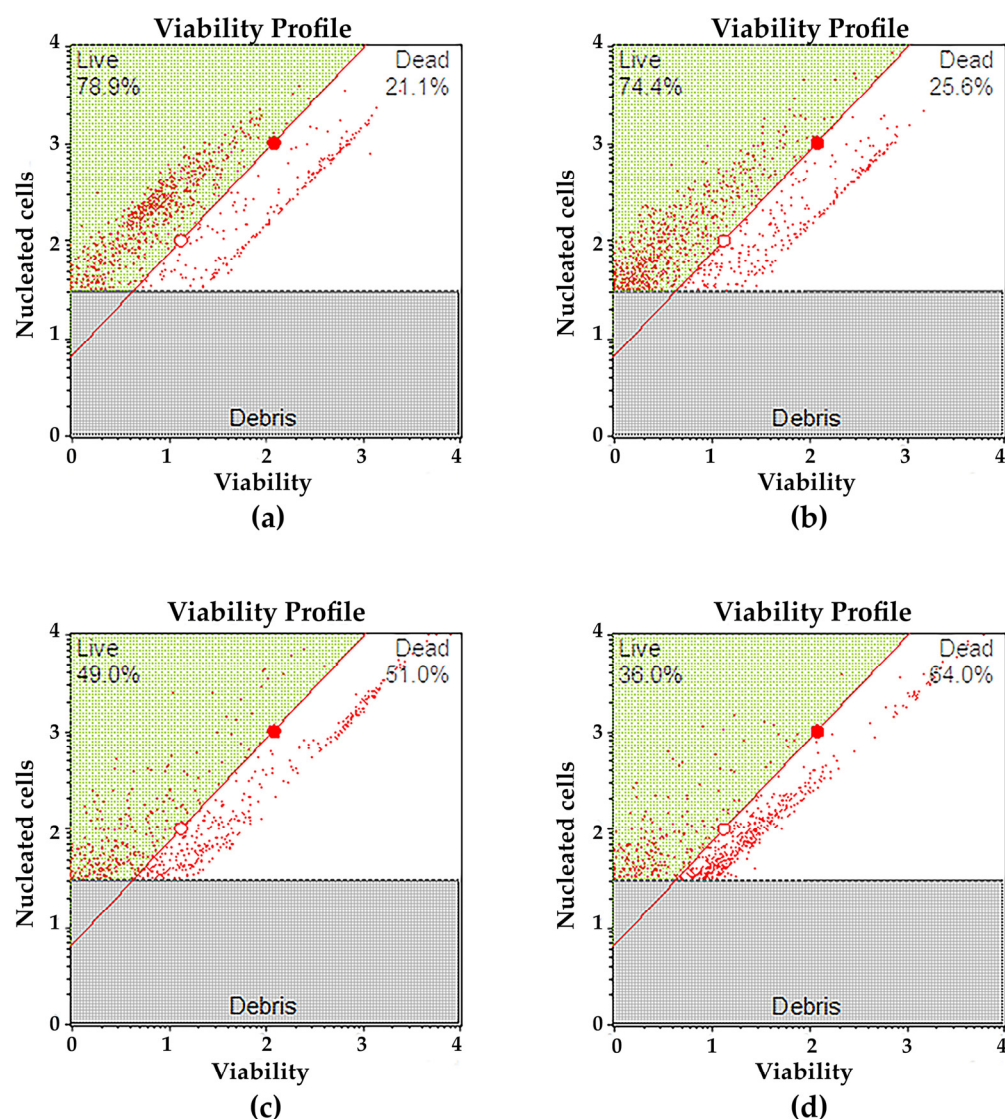 Viability Profile
Live
78.9%
Dead
21.1%
4
3
2
1
0
Nucleated cells
Debris
0 1 2 3 4
Viability
(a)
Viability Profile
Live
74.4%
Dead
25.6%
4
3
2
1
0
Nucleated cells
Debris
0 1 2 3 4
Viability
(b)
Viability Profile
Live
49.0%
Dead
51.0%
4
3
2
1
0
Nucleated cells
Debris
0 1 2 3 4
Viability
(c)
Viability Profile
Live
36.0%
Dead
64.0%
4
3
2
1
0
Nucleated cells
Debris
0 1 2 3 4
Viability
(d)